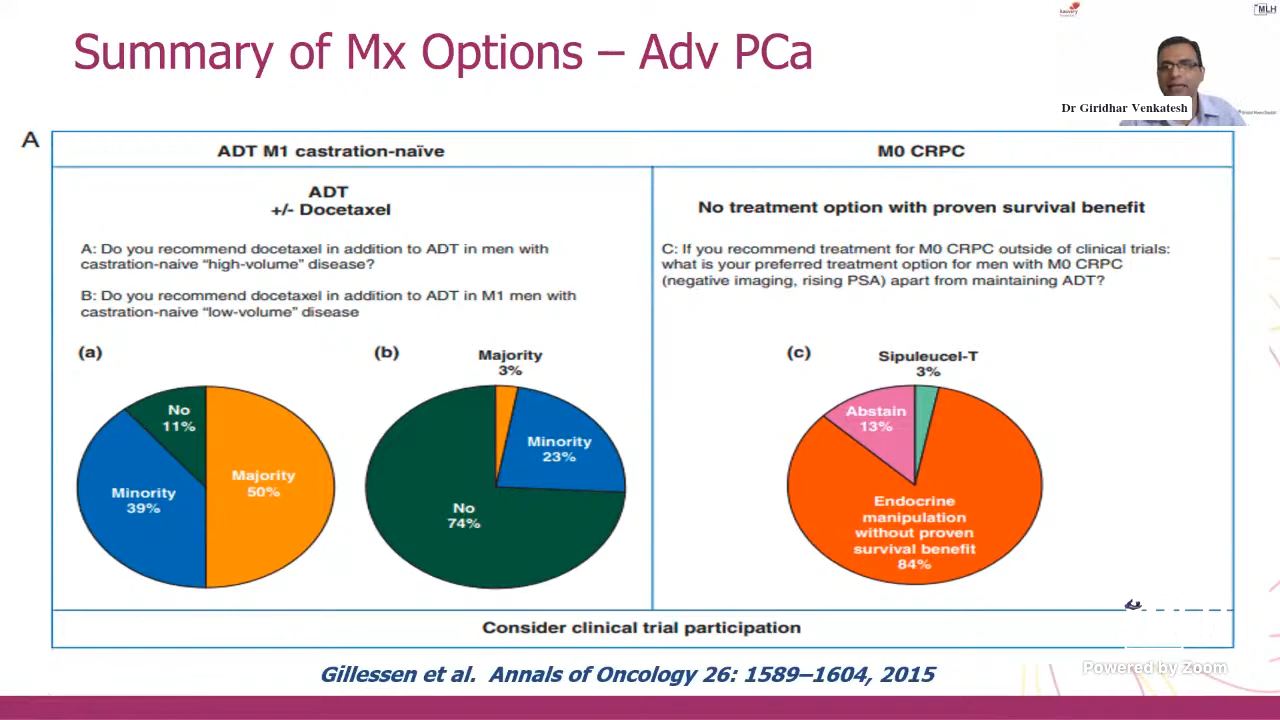 Summary of Mx Options – Adv PCa
kauvery
MLH
Dr Giridhar Venkatesh
A
ADT M1 castration-naïve
M0 CRPC
ADT
+/- Docetaxel
No treatment option with proven survival benefit
A: Do you recommend docetaxel in addition to ADT in men with
castration-naive “high-volume” disease?
B: Do you recommend docetaxel in addition to ADT in M1 men with
castration-naive “low-volume” disease
C: If you recommend treatment for M0 CRPC outside of clinical trials:
what is your preferred treatment option for men with M0 CRPC
(negative imaging, rising PSA) apart from maintaining ADT?
(a)
No
11%
Majority
50%
Minority
39%
(b)
Majority
3%
Minority
23%
No
74%
(c)
Sipuleucel-T
3%
Abstain
13%
Endocrine
manipulation
without proven
survival benefit
84%
Consider clinical trial participation
Gillessen et al. Annals of Oncology 26: 1589–1604, 2015
Powered by Zoom